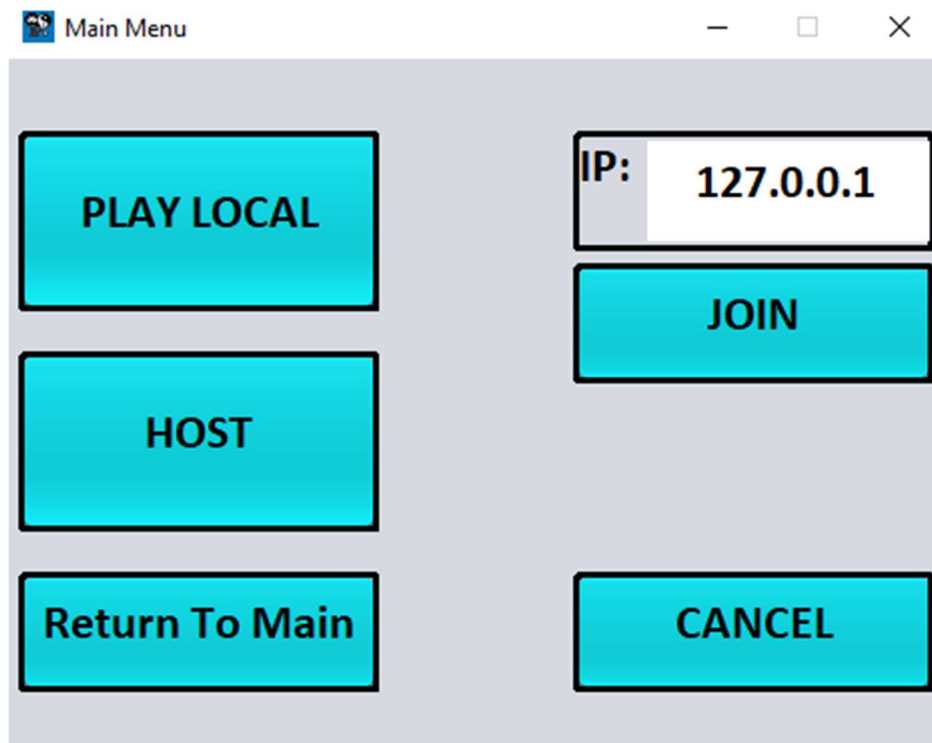 Main Menu
PLAY LOCAL
IP: 127.0.0.1
JOIN
HOST
Return To Main
CANCEL